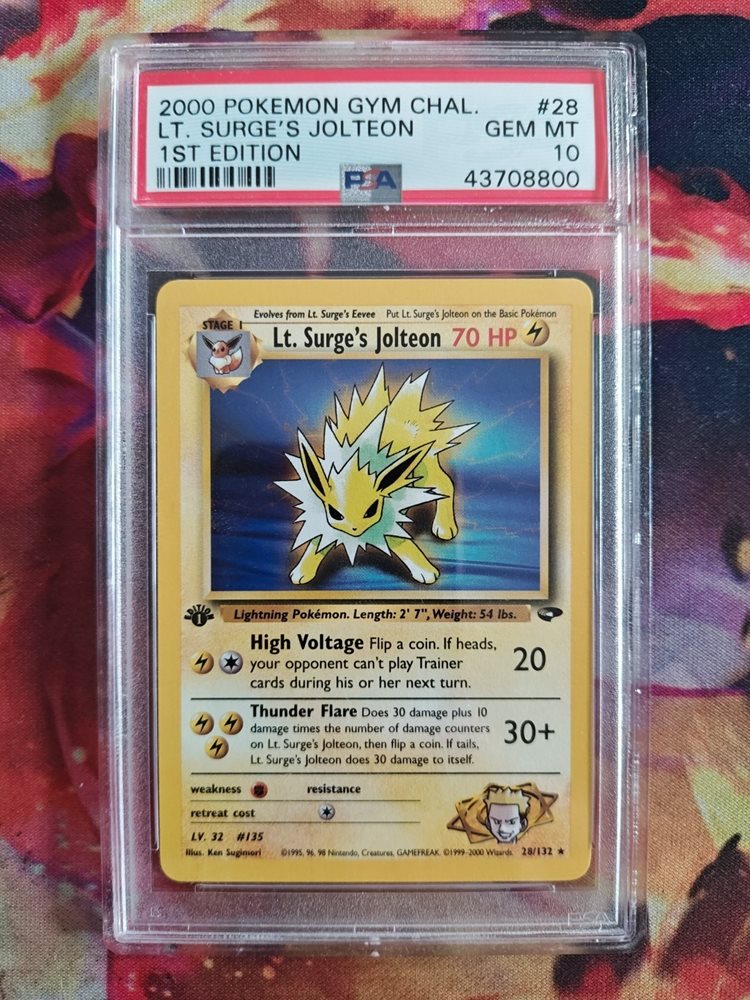 2000 POKEMON GYM CHAL. #28
LT. SURGE'S JOLTEON GEM MT
1ST EDITION 10
PSA 43708800
Evolves from Lt. Surge's Eevee Put Lt. Surge's Jolteon on the Basic Pokémon
STAGE 1
Lt. Surge's Jolteon 70 HP
EDITION
1
Lightning Pokémon. Length: 2' 7", Weight: 54 lbs.
High Voltage Flip a coin. If heads,
your opponent can't play Trainer 20
cards during his or her next turn.
Thunder Flare Does 30 damage plus 10
damage times the number of damage counters
on Lt. Surge's Jolteon, then flip a coin. If tails, 30+
Lt. Surge's Jolteon does 30 damage to itself.
weakness resistance
retreat cost
LV. 32 #135
Illus. Ken Sugimori ©1995, 96, 98 Nintendo, Creatures, GAMEFREAK. ©1999-2000 Wizards. 28/132 ★
PSA